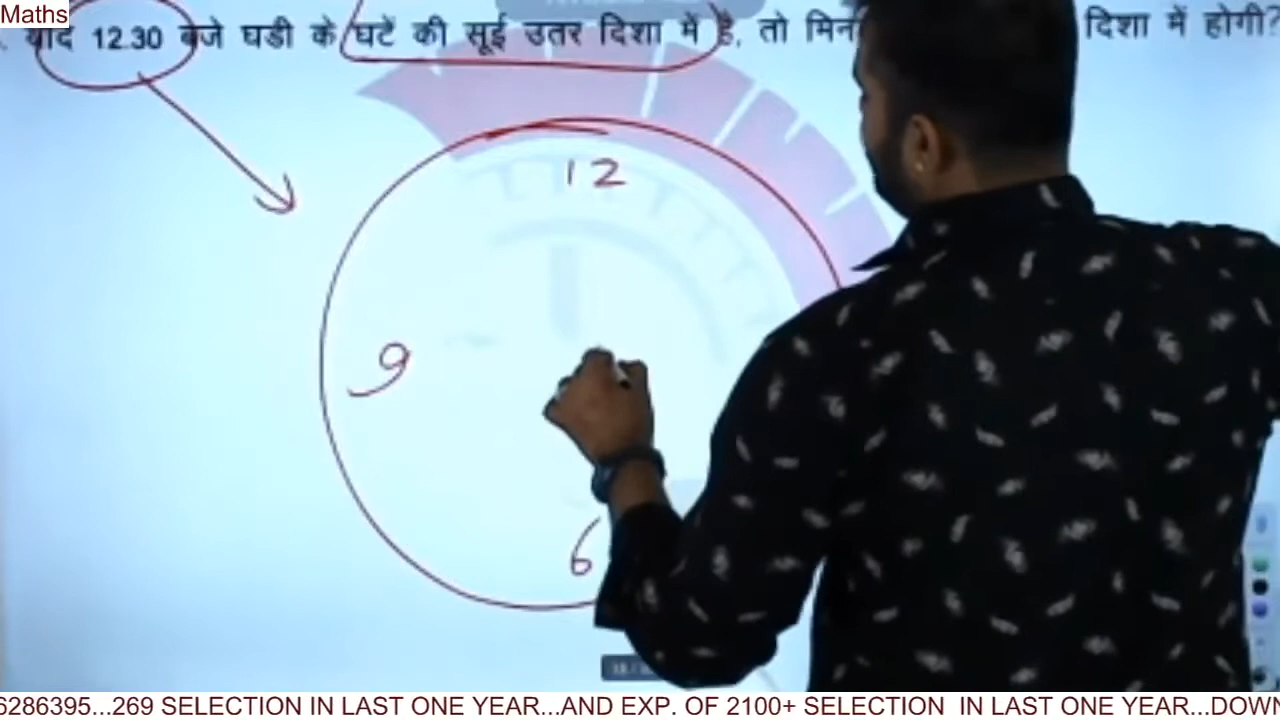 Maths
. यदि 12.30 बजे घडी के घटें की सूई उतर दिशा में है, तो मिन दिशा में होगी?
12
9
6
6286395...269 SELECTION IN LAST ONE YEAR...AND EXP. OF 2100+ SELECTION IN LAST ONE YEAR...DOWN